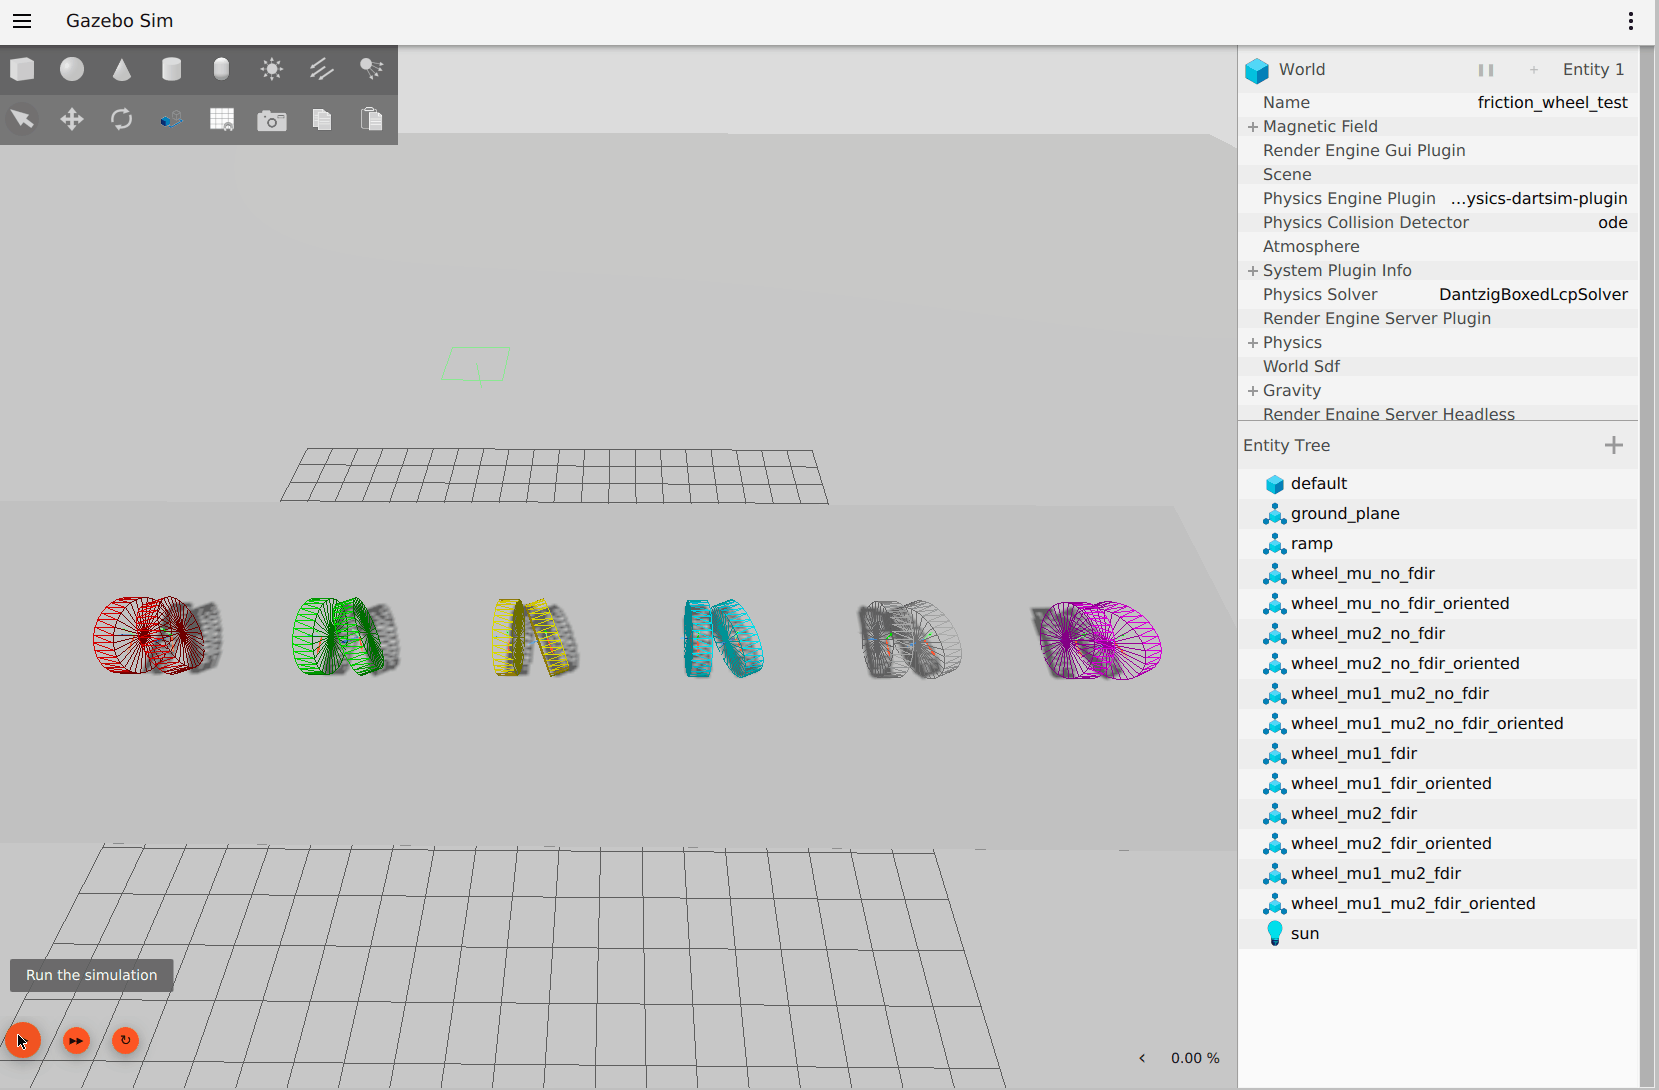 Gazebo Sim
World
Entity 1
Name
friction_wheel_test
Magnetic Field
Render Engine Gui Plugin
Scene
Physics Engine Plugin
...ysics-dartsim-plugin
Physics Collision Detector
ode
Atmosphere
System Plugin Info
Physics Solver
DantzigBoxedLcpSolver
Render Engine Server Plugin
Physics
World Sdf
Gravity
Render Engine Server Headless
Entity Tree
default
ground_plane
ramp
wheel_mu_no_fdir
wheel_mu_no_fdir_oriented
wheel_mu2_no_fdir
wheel_mu2_no_fdir_oriented
wheel_mu1_mu2_no_fdir
wheel_mu1_mu2_no_fdir_oriented
wheel_mu1_fdir
wheel_mu1_fdir_oriented
wheel_mu2_fdir
wheel_mu2_fdir_oriented
wheel_mu1_mu2_fdir
wheel_mu1_mu2_fdir_oriented
sun
Run the simulation
0.00 %